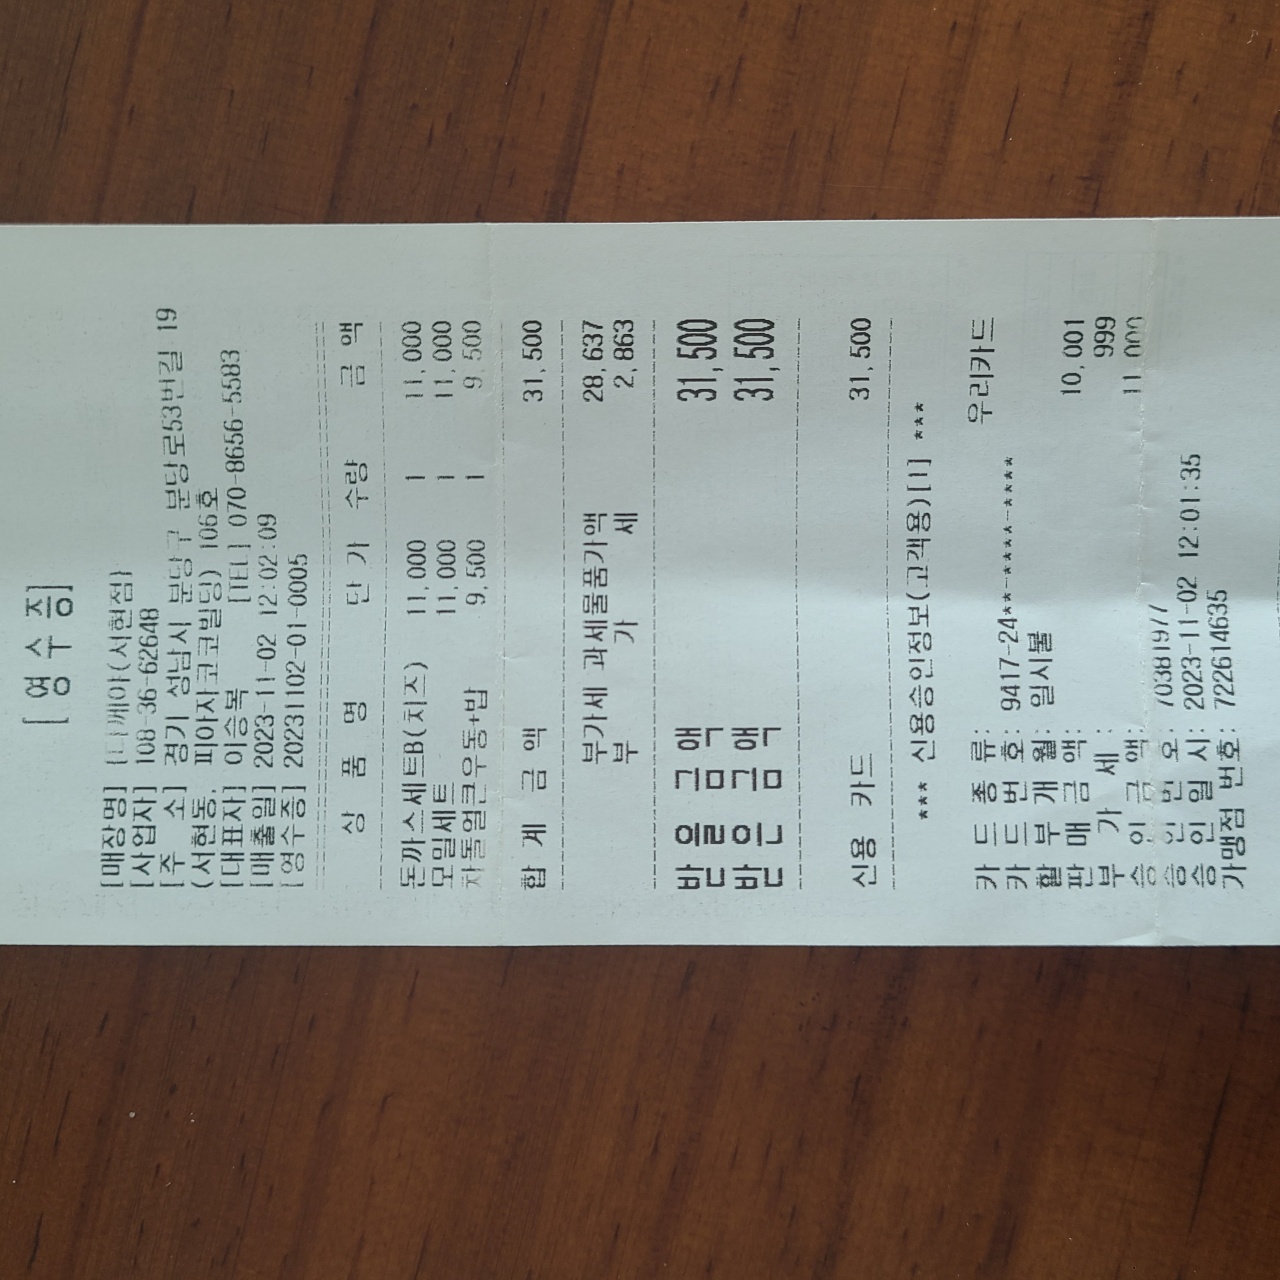 [영 수 증]
[매장명] [더께야(서현점)
[사업자] 108-36-62648
[주 소] 경기 성남시 분당구 분당로53번길 19
(서현동, 피아자코코빌딩) 106호
[대표자] 이승목 [TEL] 070-8656-5583
[매출일] 2023-11-02 12:02:09
[영수증] 20231102-01-0005
상 품 명 단 가 수량 금 액
돈까스세트B(치즈) 11,000 1 11,000
모밀세트 11,000 1 11,000
차돌얼큰우동+밥 9,500 1 9,500
합 계 금 액 31,500
부가세 과세물품가액 28,637
부 가 세 2,863
받 을 금 액 31,500
받 은 금 액 31,500
신용 카드 31,500
*** 신용승인정보(고객용)[1] ***
카 드 종 류: 우리카드
카 드 번 호: 9417-24**-****-****
할 부 개 월: 일시불
판 매 금 액: 10,001
부 가 세: 999
승 인 금 액: 11,000
승 인 번 호: 70381977
승 인 일 시: 2023-11-02 12:01:35
가맹점 번호: 722614635